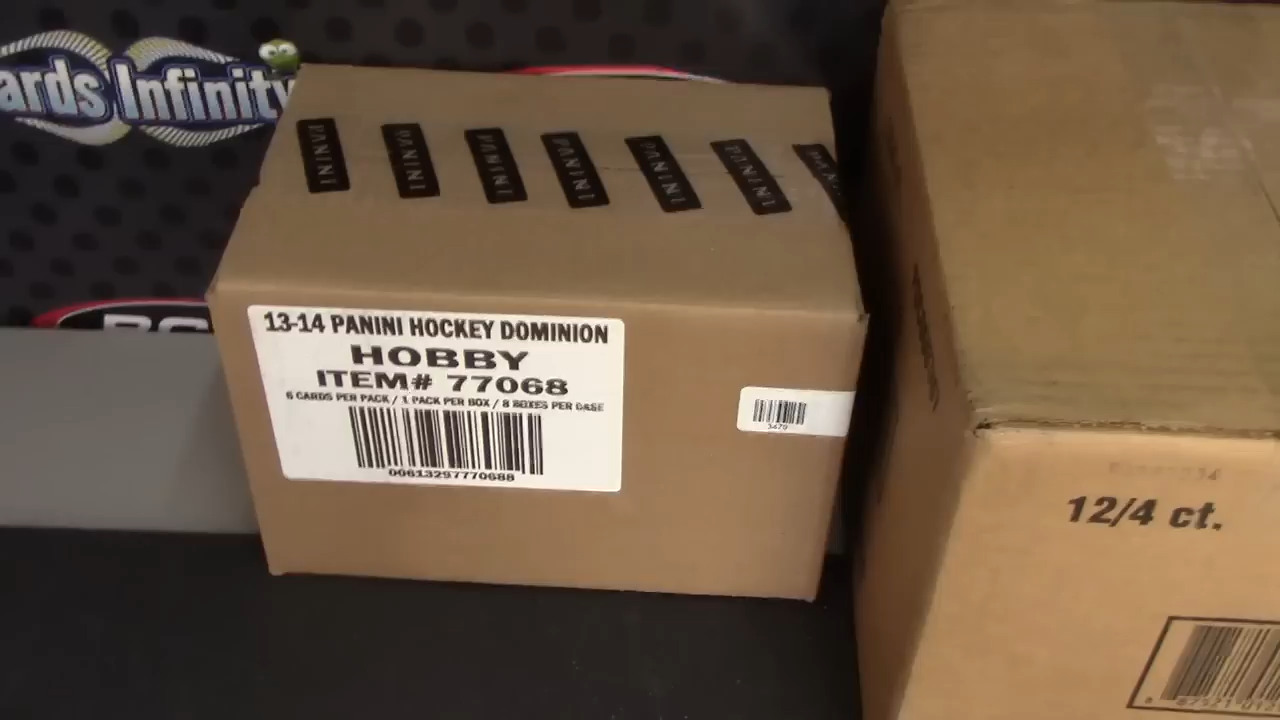 ards Infinity
PANINI
PANINI
PANINI
PANINI
PANINI
PANINI
13-14 PANINI HOCKEY DOMINION
HOBBY
ITEM# 77068
6 CARDS PER PACK / 1 PACK PER BOX / 8 BOXES PER CASE
00613297770688
3470
12/4 ct.